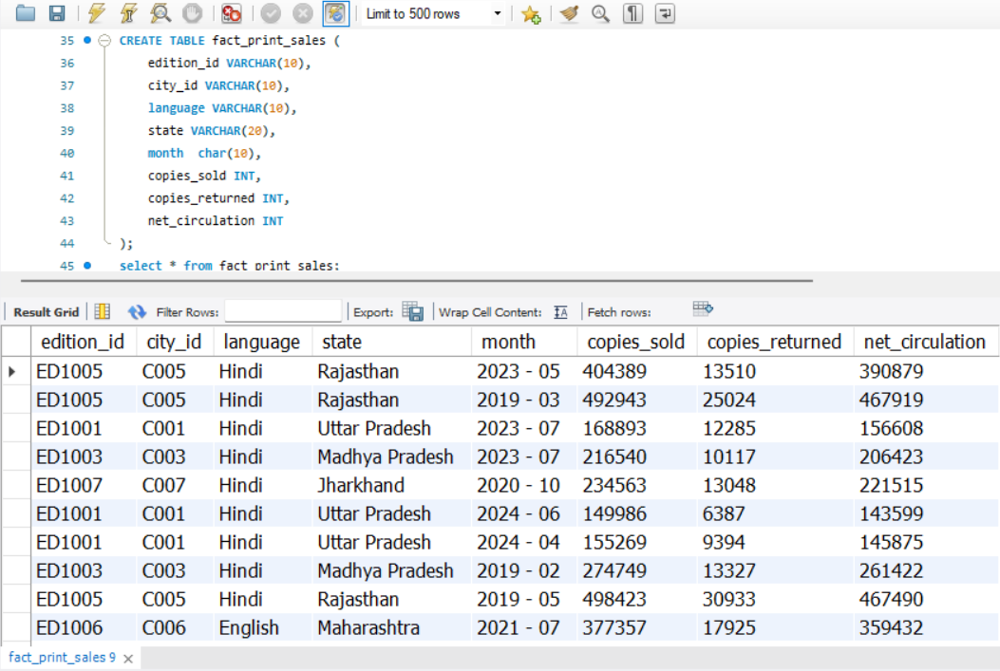 Limit to 500 rows
35 CREATE TABLE fact_print_sales (
36 edition_id VARCHAR(10),
37 city_id VARCHAR(10),
38 language VARCHAR(10),
39 state VARCHAR(20),
40 month char(10),
41 copies_sold INT,
42 copies_returned INT,
43 net_circulation INT
44 );
45 select * from fact_print_sales;
Result Grid Filter Rows: Export: Wrap Cell Content: IA Fetch rows:
edition_id city_id language state month copies_sold copies_returned net_circulation
ED1005 C005 Hindi Rajasthan 2023 - 05 404389 13510 390879
ED1005 C005 Hindi Rajasthan 2019 - 03 492943 25024 467919
ED1001 C001 Hindi Uttar Pradesh 2023 - 07 168893 12285 156608
ED1003 C003 Hindi Madhya Pradesh 2023 - 07 216540 10117 206423
ED1007 C007 Hindi Jharkhand 2020 - 10 234563 13048 221515
ED1001 C001 Hindi Uttar Pradesh 2024 - 06 149986 6387 143599
ED1001 C001 Hindi Uttar Pradesh 2024 - 04 155269 9394 145875
ED1003 C003 Hindi Madhya Pradesh 2019 - 02 274749 13327 261422
ED1005 C005 Hindi Rajasthan 2019 - 05 498423 30933 467490
ED1006 C006 English Maharashtra 2021 - 07 377357 17925 359432
fact_print_sales 9